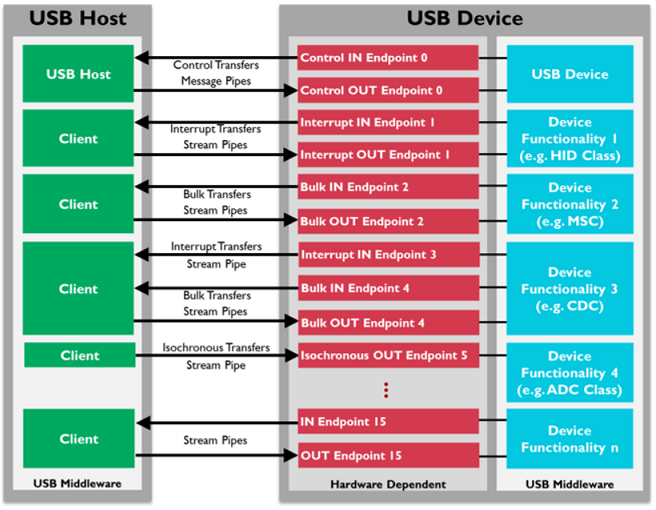 USB Host
USB Device
USB Host
Control Transfers
Message Pipes
Control IN Endpoint 0
Control OUT Endpoint 0
USB Device
Client
Interrupt Transfers
Stream Pipes
Interrupt IN Endpoint 1
Interrupt OUT Endpoint 1
Device
Functionality 1
(e.g. HID Class)
Client
Bulk Transfers
Stream Pipes
Bulk IN Endpoint 2
Bulk OUT Endpoint 2
Device
Functionality 2
(e.g. MSC)
Client
Interrupt Transfers
Stream Pipe
Bulk Transfers
Stream Pipes
Interrupt IN Endpoint 3
Bulk IN Endpoint 4
Bulk OUT Endpoint 4
Device
Functionality 3
(e.g. CDC)
Client
Isochronous Transfers
Stream Pipe
Isochronous OUT Endpoint 5
Device
Functionality 4
(e.g. ADC Class)
Client
Stream Pipes
IN Endpoint 15
OUT Endpoint 15
Device
Functionality n
USB Middleware
Hardware Dependent
USB Middleware